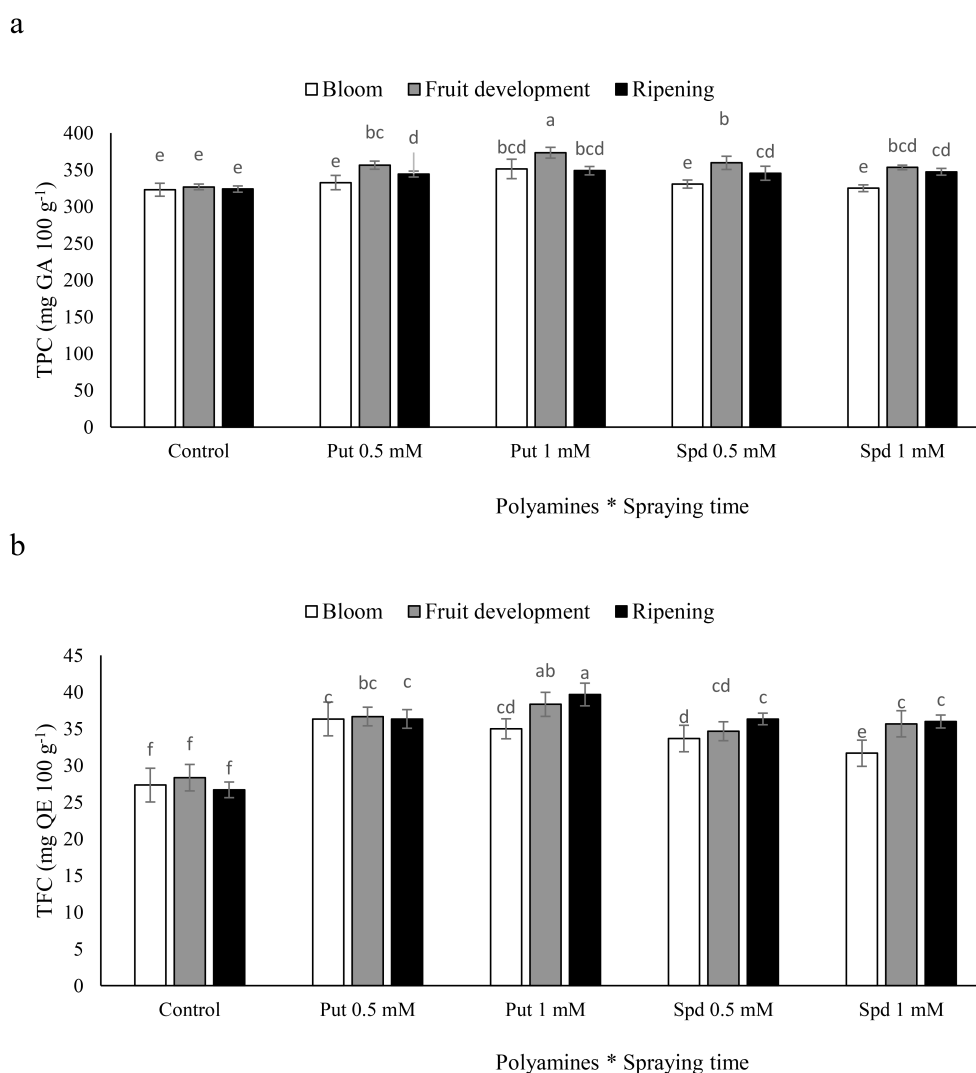 a
Bloom Fruit development Ripening
TPC (mg GA 100 g⁻¹)
400
350
300
250
200
150
100
50
0
e e e e bc d bcd a bcd e b cd e bcd cd
Control Put 0.5 mM Put 1 mM Spd 0.5 mM Spd 1 mM
Polyamines * Spraying time
b
Bloom Fruit development Ripening
TFC (mg QE 100 g⁻¹)
45
40
35
30
25
20
15
10
5
0
f f f c bc c cd ab a d cd c e c c
Control Put 0.5 mM Put 1 mM Spd 0.5 mM Spd 1 mM
Polyamines * Spraying time